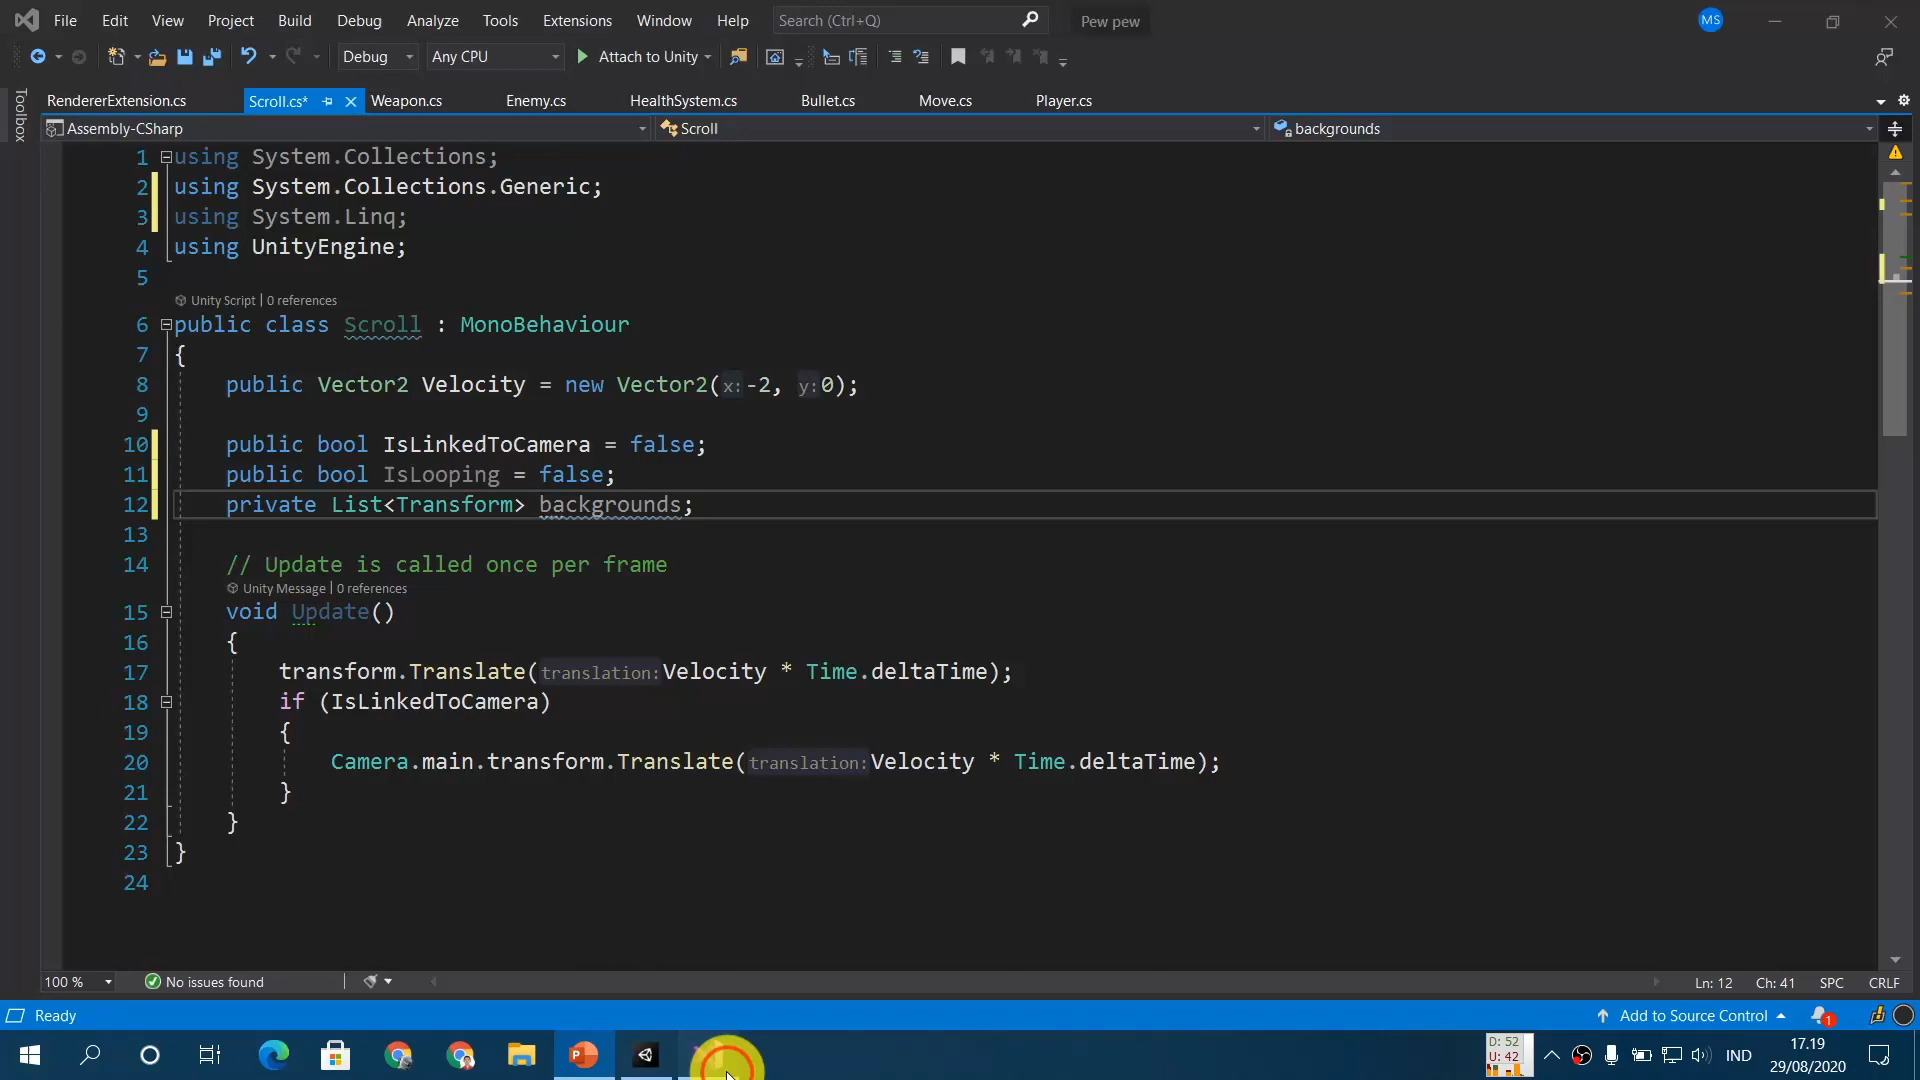 File Edit View Project Build Debug Analyze Tools Extensions Window Help Search (Ctrl+Q) Pew pew MS
Debug Any CPU Attach to Unity
Toolbox
RendererExtension.cs Scroll.cs* Weapon.cs Enemy.cs HealthSystem.cs Bullet.cs Move.cs Player.cs
Assembly-CSharp Scroll backgrounds
1 using System.Collections;
2 using System.Collections.Generic;
3 using System.Linq;
4 using UnityEngine;
5
Unity Script | 0 references
6 public class Scroll : MonoBehaviour
7 {
8 public Vector2 Velocity = new Vector2(x:-2, y:0);
9
10 public bool IsLinkedToCamera = false;
11 public bool IsLooping = false;
12 private List<Transform> backgrounds;
13
14 // Update is called once per frame
Unity Message | 0 references
15 void Update()
16 {
17 transform.Translate(translation:Velocity * Time.deltaTime);
18 if (IsLinkedToCamera)
19 {
20 Camera.main.transform.Translate(translation:Velocity * Time.deltaTime);
21 }
22 }
23 }
24
100 % No issues found Ln: 12 Ch: 41 SPC CRLF
Ready Add to Source Control 1
D: 52
U: 42
IND
17.19
29/08/2020